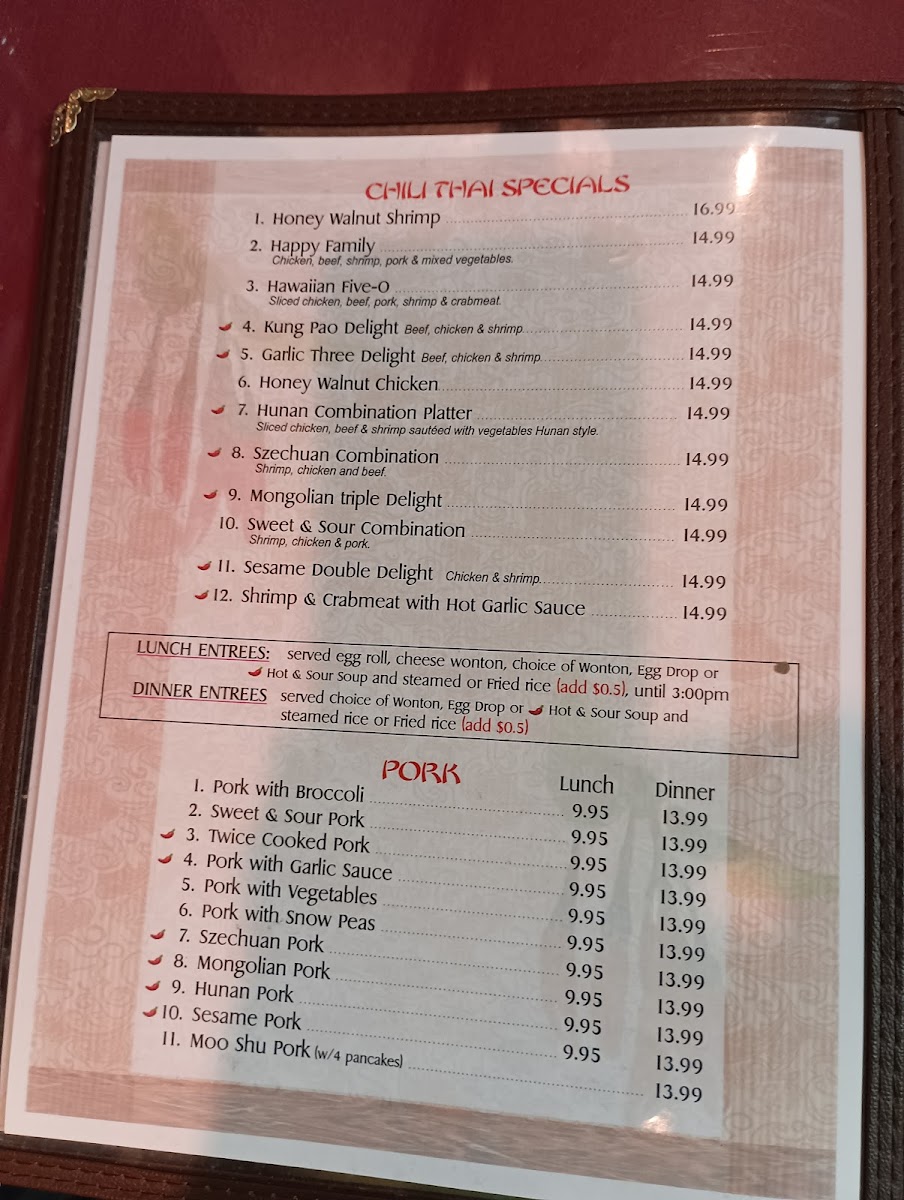 CHILI THAI SPECIALS
1. Honey Walnut Shrimp 16.99
2. Happy Family 14.99
Chicken, beef, shrimp, pork & mixed vegetables.
3. Hawaiian Five-O 14.99
Sliced chicken, beef, pork, shrimp & crabmeat.
4. Kung Pao Delight Beef, chicken & shrimp 14.99
5. Garlic Three Delight Beef, chicken & shrimp 14.99
6. Honey Walnut Chicken 14.99
7. Hunan Combination Platter 14.99
Sliced chicken, beef & shrimp sautéed with vegetables Hunan style.
8. Szechuan Combination 14.99
Shrimp, chicken and beef.
9. Mongolian triple Delight 14.99
10. Sweet & Sour Combination 14.99
Shrimp, chicken & pork.
11. Sesame Double Delight Chicken & shrimp 14.99
12. Shrimp & Crabmeat with Hot Garlic Sauce 14.99
LUNCH ENTREES: served egg roll, cheese wonton, Choice of Wonton, Egg Drop or
Hot & Sour Soup and steamed or Fried rice (add $0.5), until 3:00pm
DINNER ENTREES served choice of Wonton, Egg Drop or Hot & Sour Soup and
steamed rice or Fried rice (add $0.5)
PORK Lunch Dinner
1. Pork with Broccoli 9.95 13.99
2. Sweet & Sour Pork 9.95 13.99
3. Twice Cooked Pork 9.95 13.99
4. Pork with Garlic Sauce 9.95 13.99
5. Pork with Vegetables 9.95 13.99
6. Pork with Snow Peas 9.95 13.99
7. Szechuan Pork 9.95 13.99
8. Mongolian Pork 9.95 13.99
9. Hunan Pork 9.95 13.99
10. Sesame Pork 9.95 13.99
11. Moo Shu Pork (w/4 pancakes) 13.99